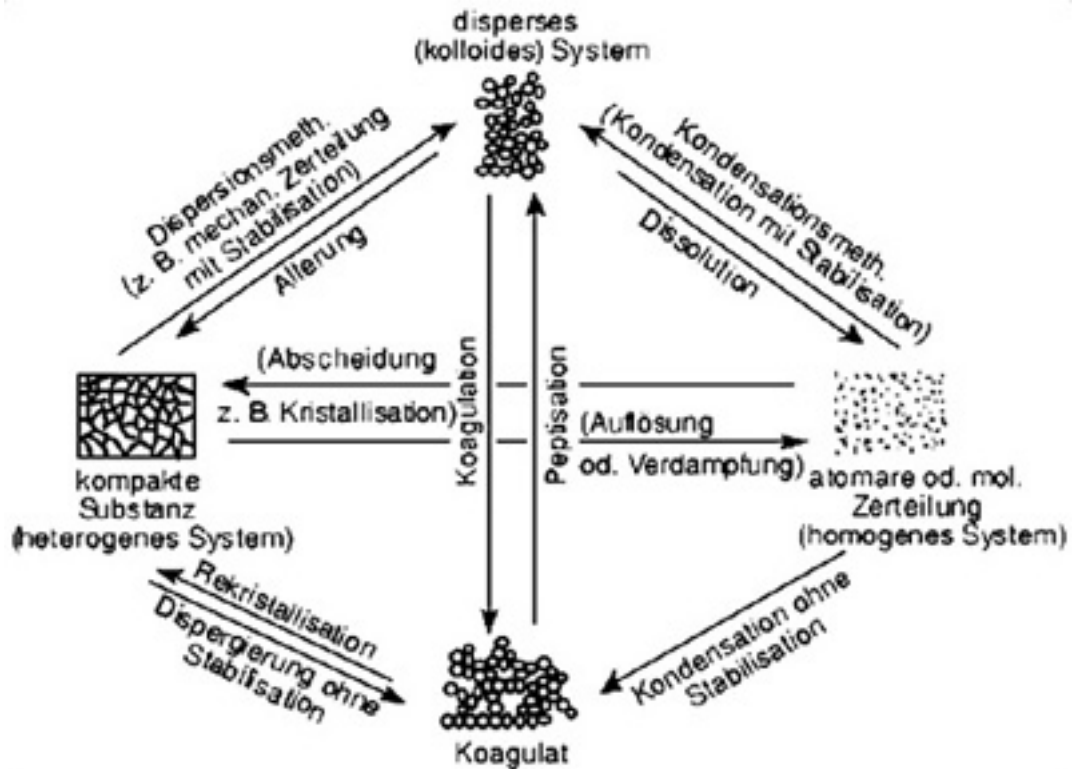 disperses
(kolloides) System
Dispersionsmeth.
(z. B. mechan. Zerteilung
mit Stabilisation)
Alterung
Kondensationsmeth.
(Kondensation mit Stabilisation)
Dissolution
(Abscheidung
z. B. Kristallisation)
Koagulation
Peptisation
(Auflösung
od. Verdampfung)
kompakte
Substanz
(heterogenes System)
atomare od. mol.
Zerteilung
(homogenes System)
Rekristallisation
Dispergierung ohne
Stabilisation
Kondensation ohne
Stabilisation
Koagulat